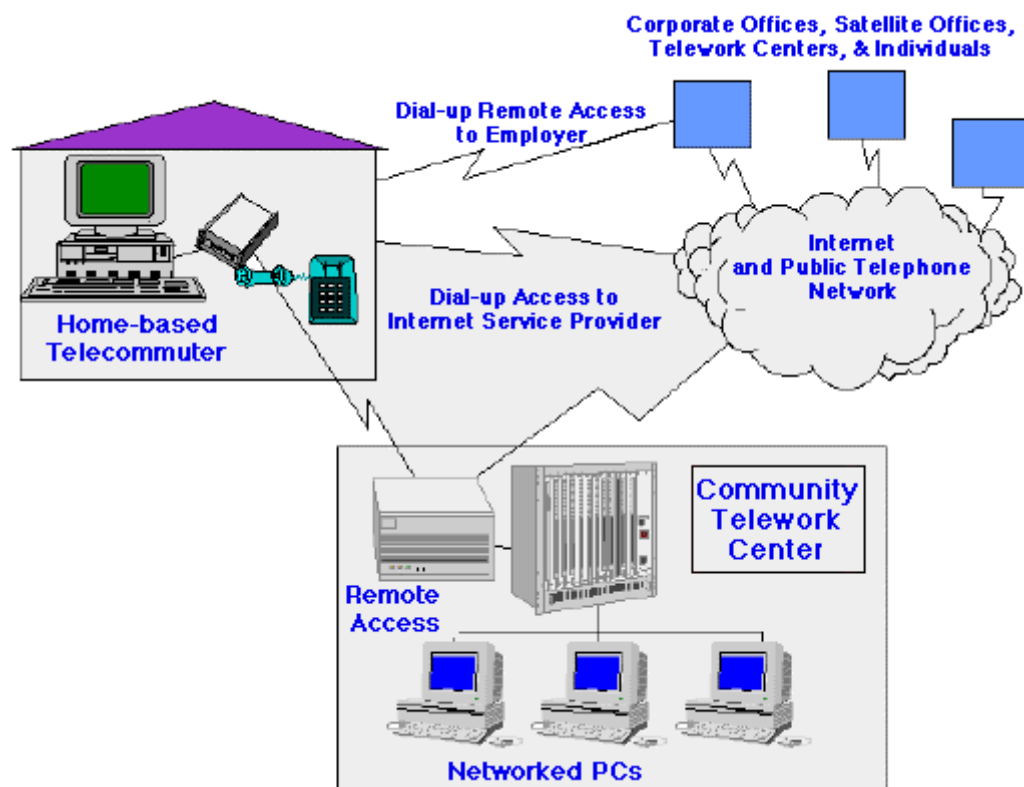 Corporate Offices, Satellite Offices,
Telework Centers, & Individuals
Dial-up Remote Access
to Employer
Internet
and Public Telephone
Network
Dial-up Access to
Internet Service Provider
Home-based
Telecommuter
Community
Telework
Center
Remote
Access
Networked PCs